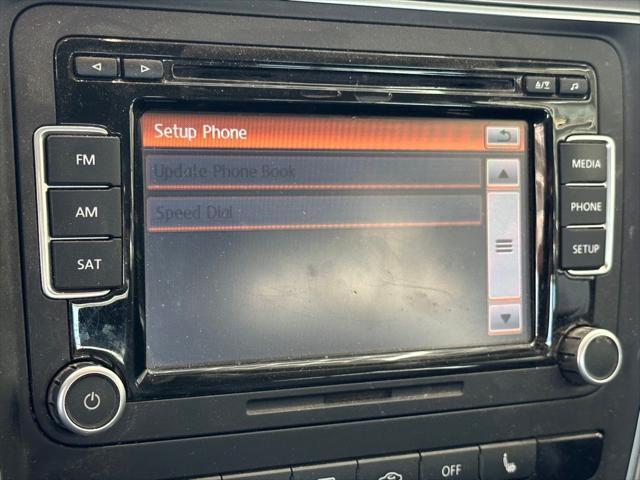 Setup Phone
Update Phone Book
Speed Dial
FM
AM
SAT
MEDIA
PHONE
SETUP
OFF